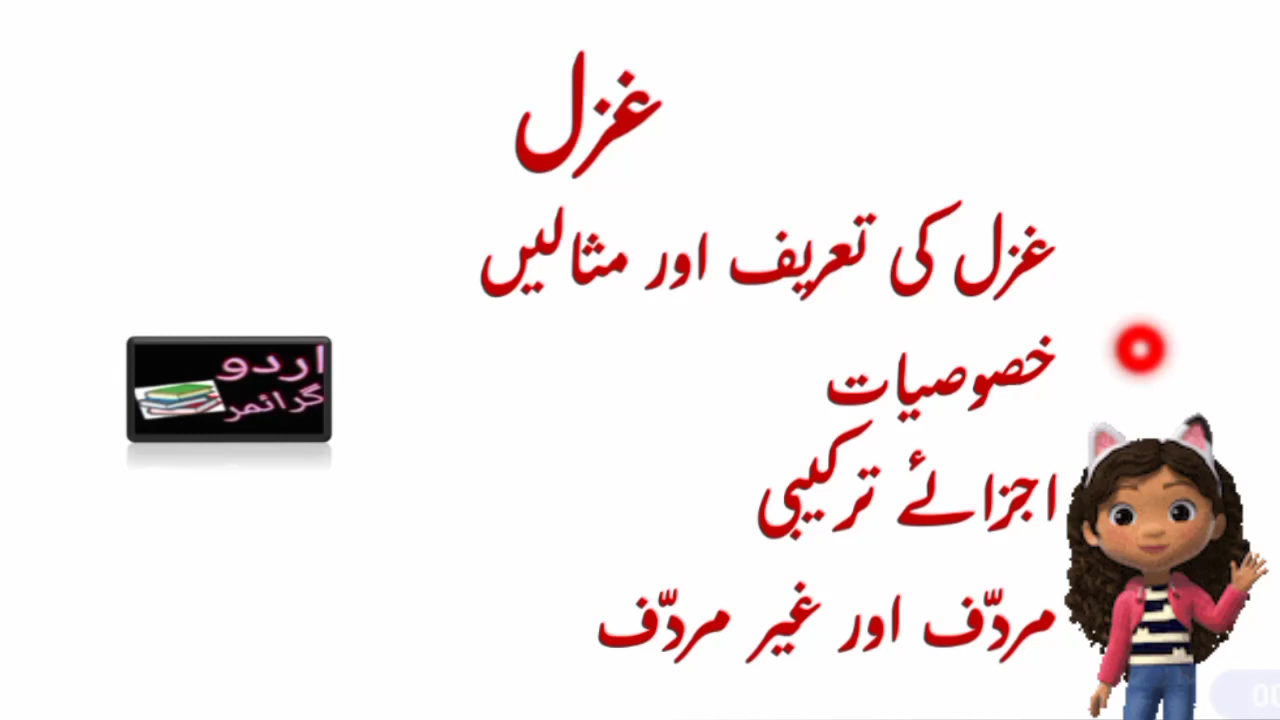 غزل
غزل کی تعریف اور مثالیں
خصوصیات
اجزائے ترکیبی
مردّف اور غیر مردّف
اردو
گرائمر